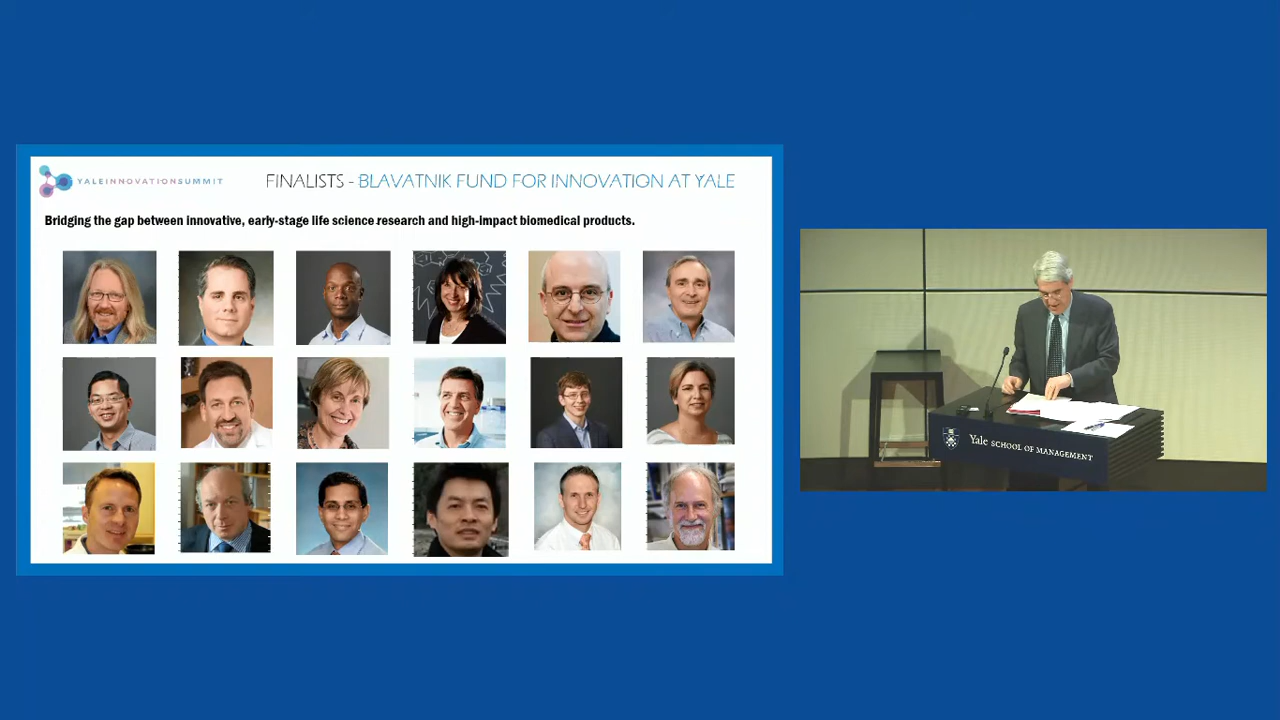 YALEINNOVATIONSUMMIT
FINALISTS - BLAVATNIK FUND FOR INNOVATION AT YALE
Bridging the gap between innovative, early-stage life science research and high-impact biomedical products.
Yale SCHOOL OF MANAGEMENT